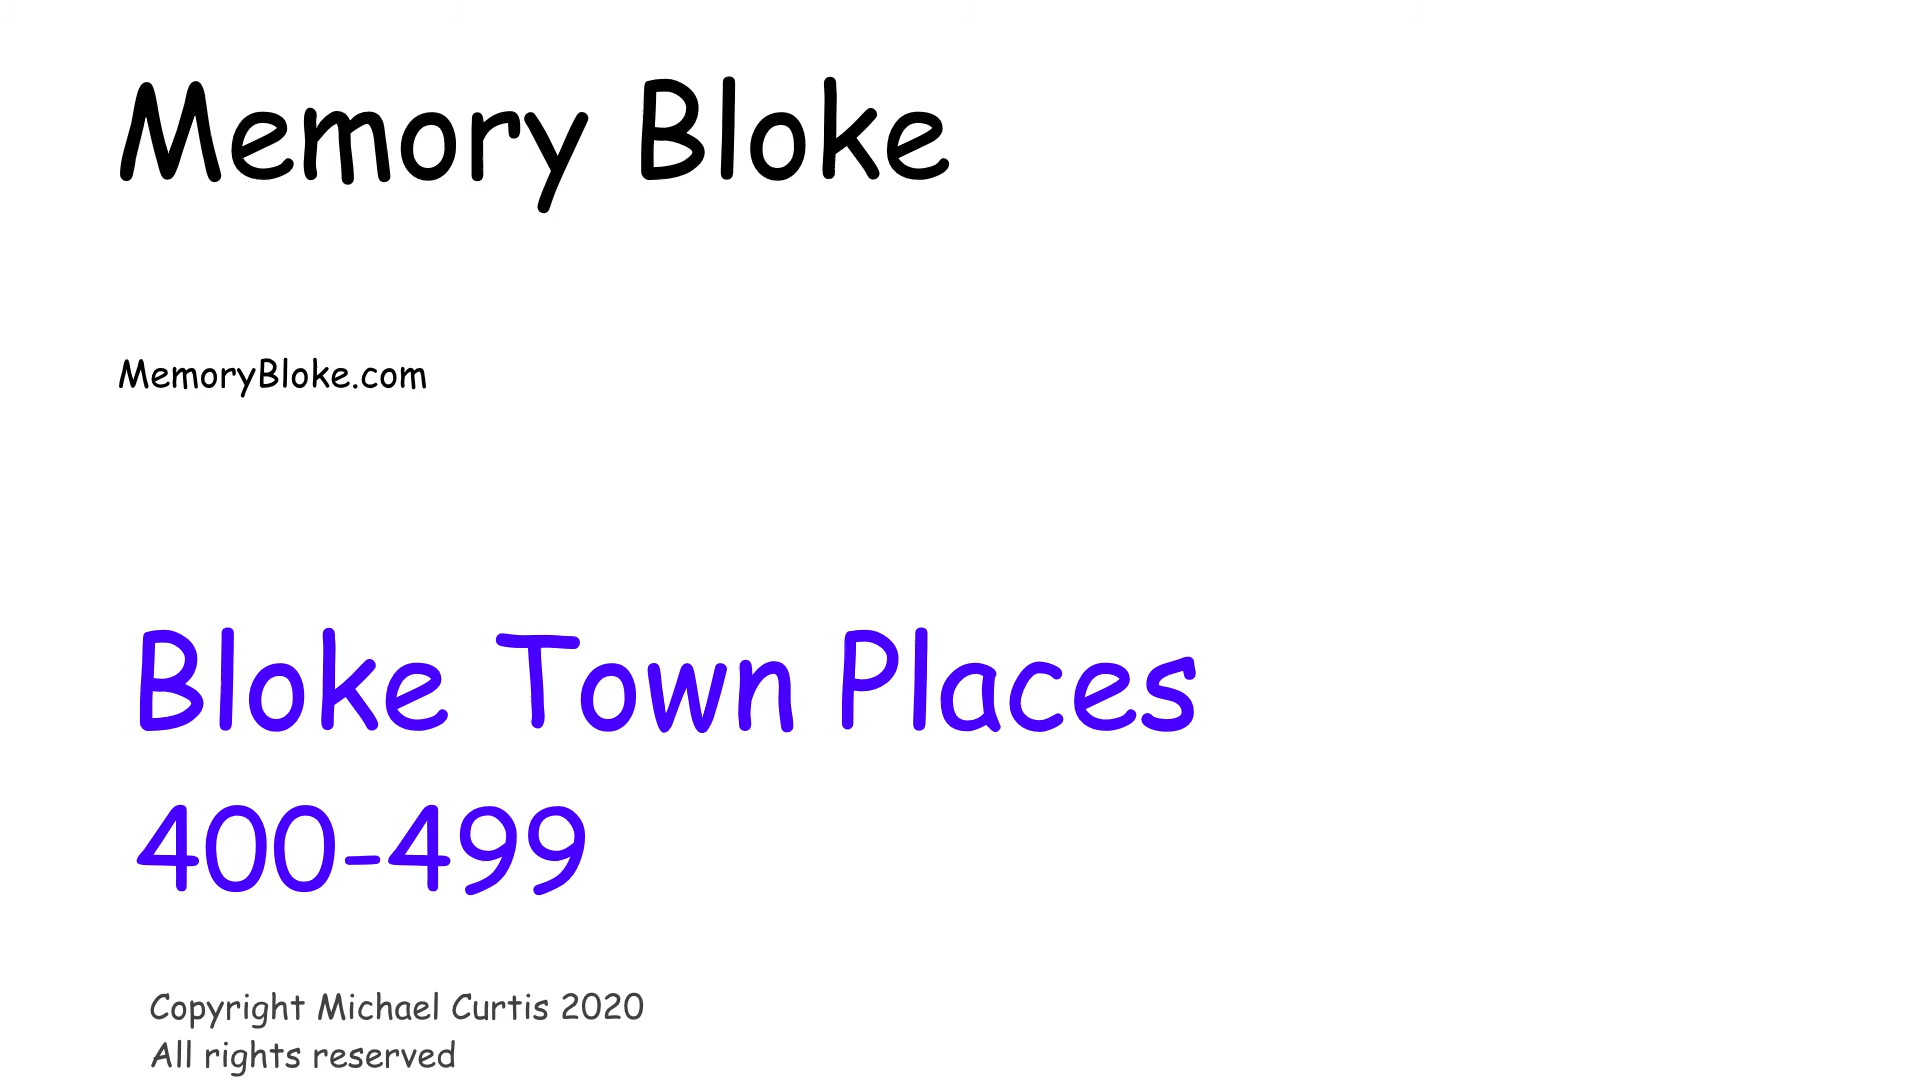 Memory Bloke
MemoryBloke.com
Bloke Town Places
400-499
Copyright Michael Curtis 2020
All rights reserved